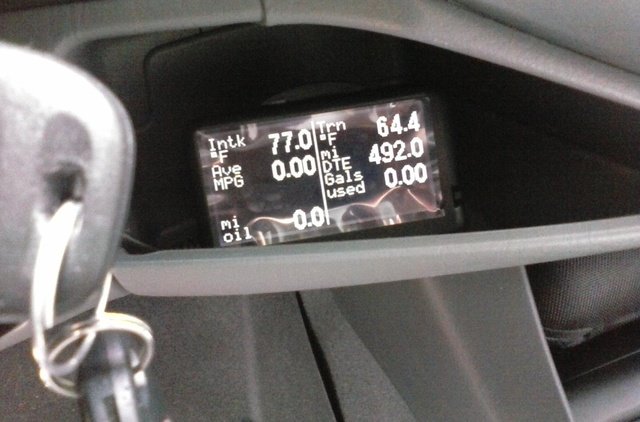 Intk °F 77.0
Ave MPG 0.00
mi oil -0.0
Trn °F 64.4
mi DTE 492.0
Gals used 0.00